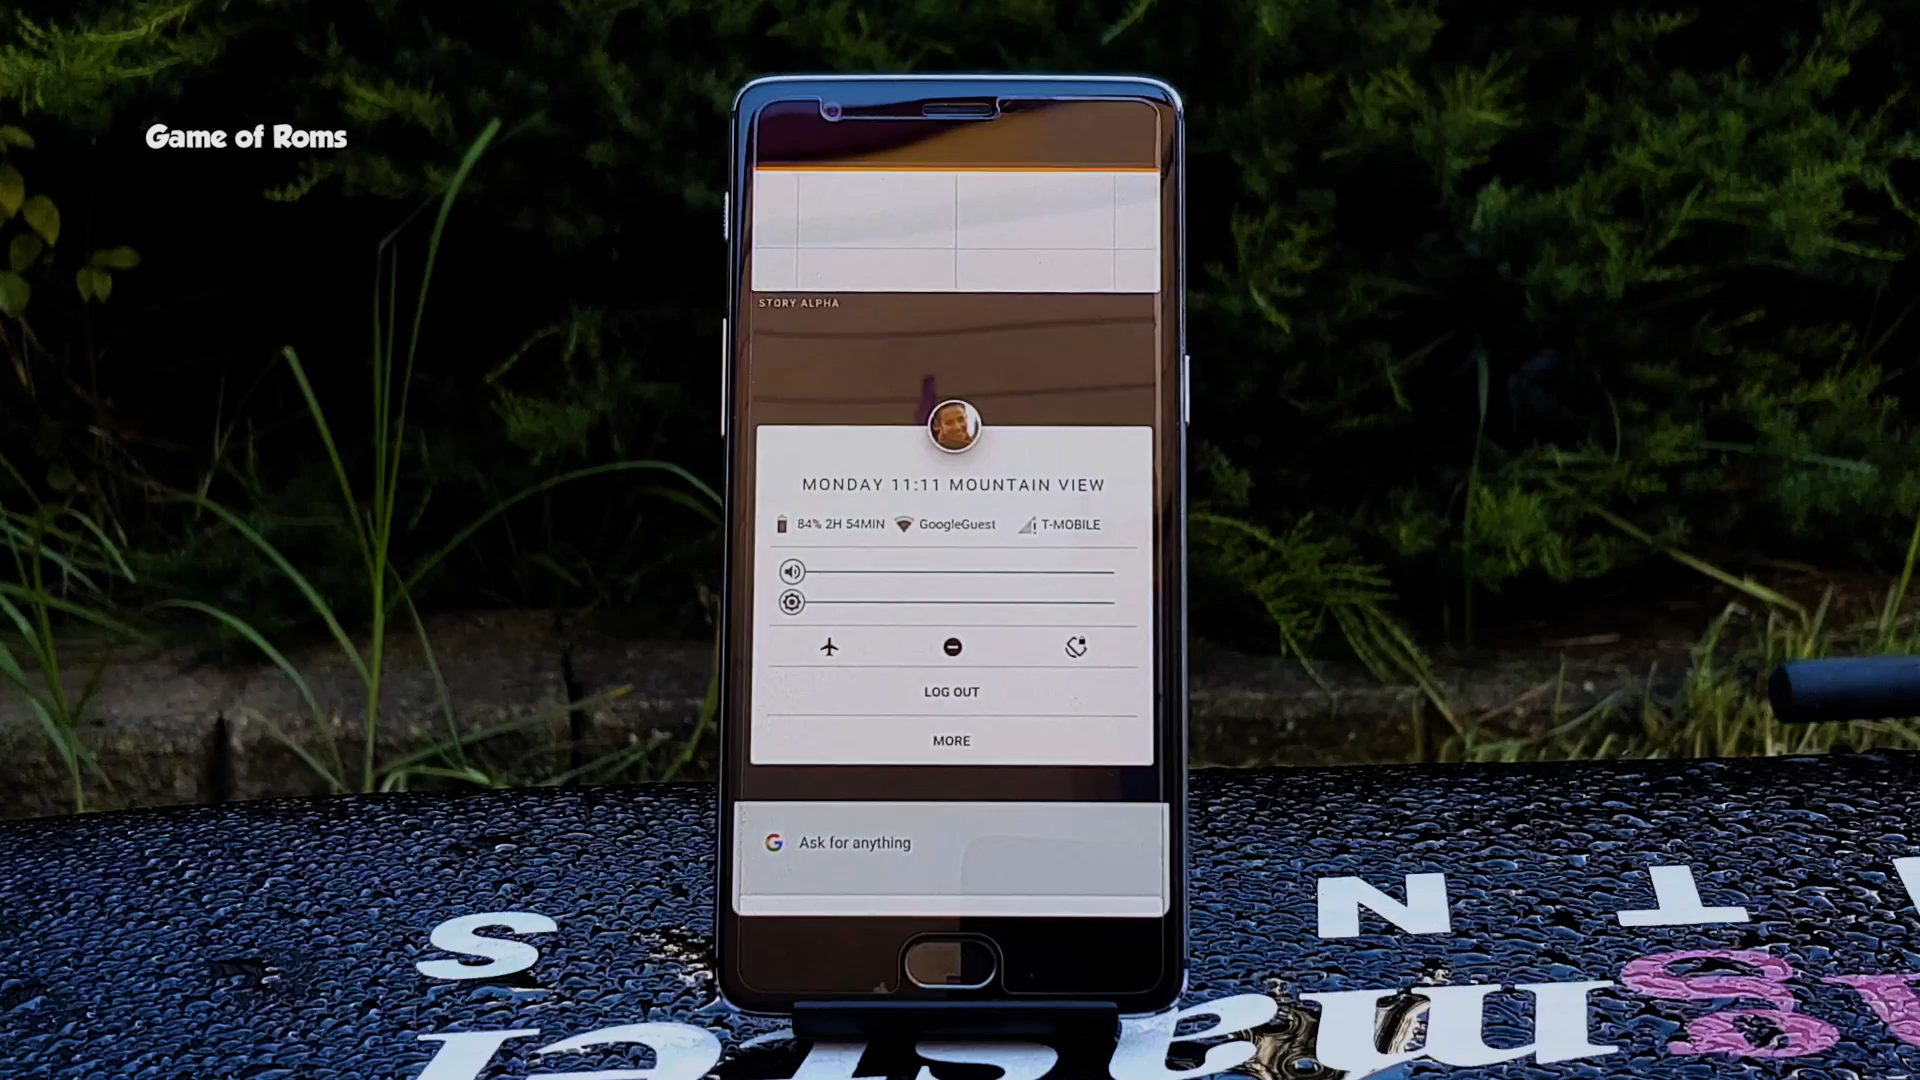 Game of Roms
STORY ALPHA
MONDAY 11:11 MOUNTAIN VIEW
84% 2H 54MIN GoogleGuest T-MOBILE
LOG OUT
MORE
G Ask for anything
S N T